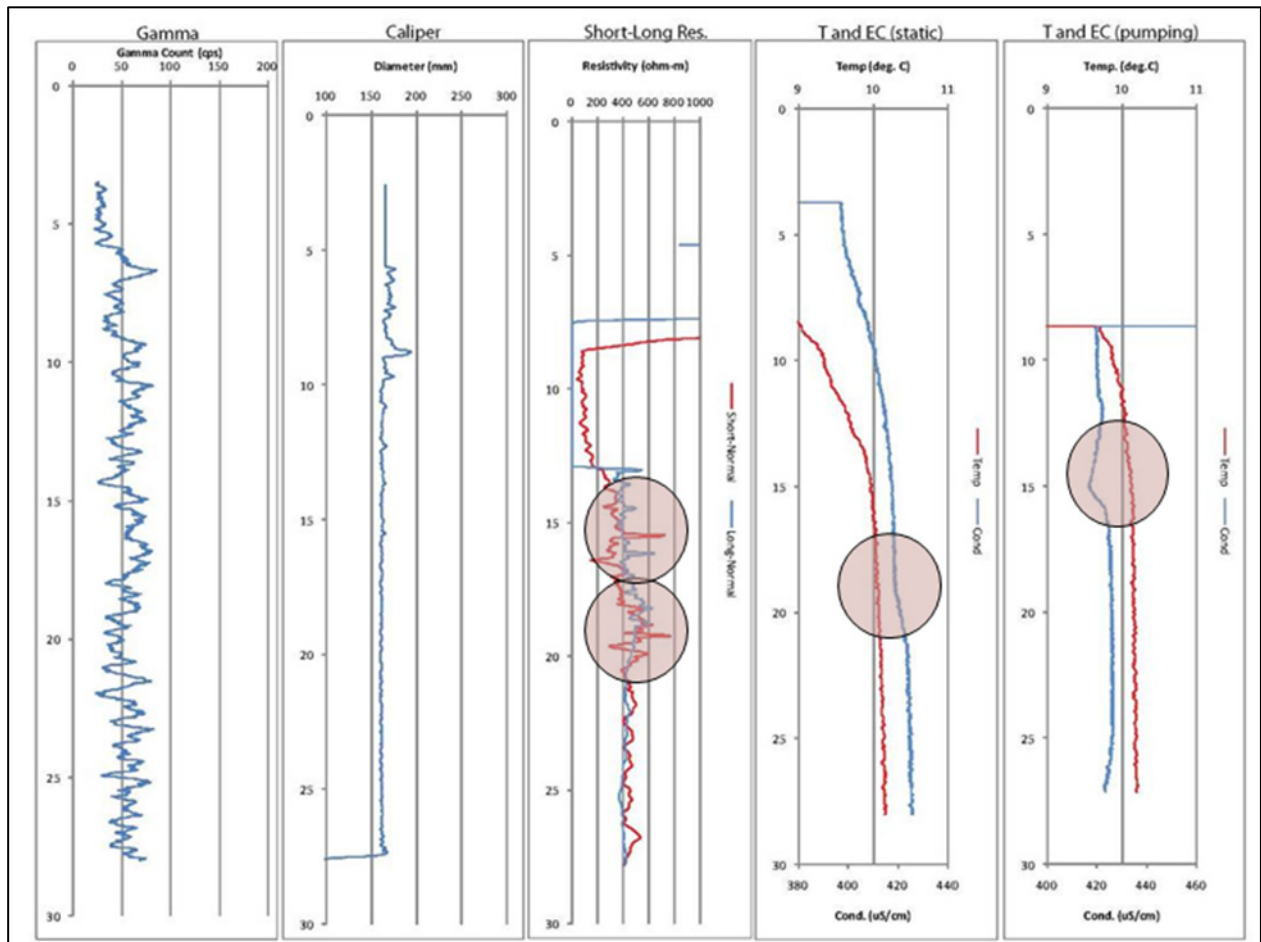 Gamma
Gamma Count (cps)
0 50 100 150 200
0
5
10
15
20
25
30
Caliper
Diameter (mm)
100 150 200 250 300
0
5
10
15
20
25
30
Short-Long Res.
Resistivity (ohm-m)
0 200 400 600 800 1000
0
5
10
15
20
25
30
Short-Normal
Long-Normal
T and EC (static)
Temp (deg. C)
9 10 11
0
5
10
15
20
25
30
380 400 420 440
Cond. (uS/cm)
Temp
Cond
T and EC (pumping)
Temp. (deg.C)
9 10 11
0
5
10
15
20
25
30
400 420 440 460
Cond. (uS/cm)
Temp
Cond